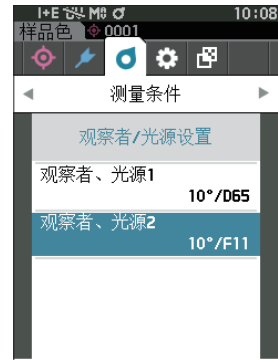 I+E M0 10:08
样品色 0001
测量条件
观察者/光源设置
观察者、光源1
10°/D65
观察者、光源2
10°/F11